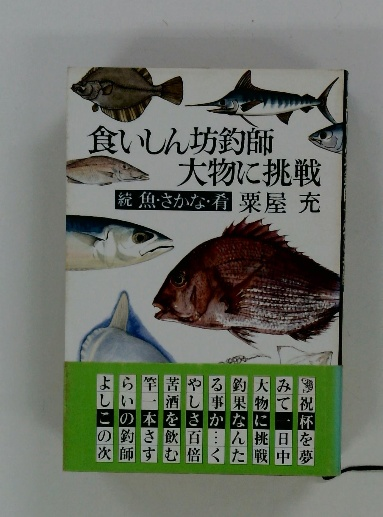 食いしん坊釣師
大物に挑戦
続 魚・さかな・肴 粟屋 充
祝杯を夢
みて一日中
大物に挑戦
釣果なんた
る事か…く
やしさ百倍
苦酒を飲む
竿一本さす
らいの釣師
よしこの次